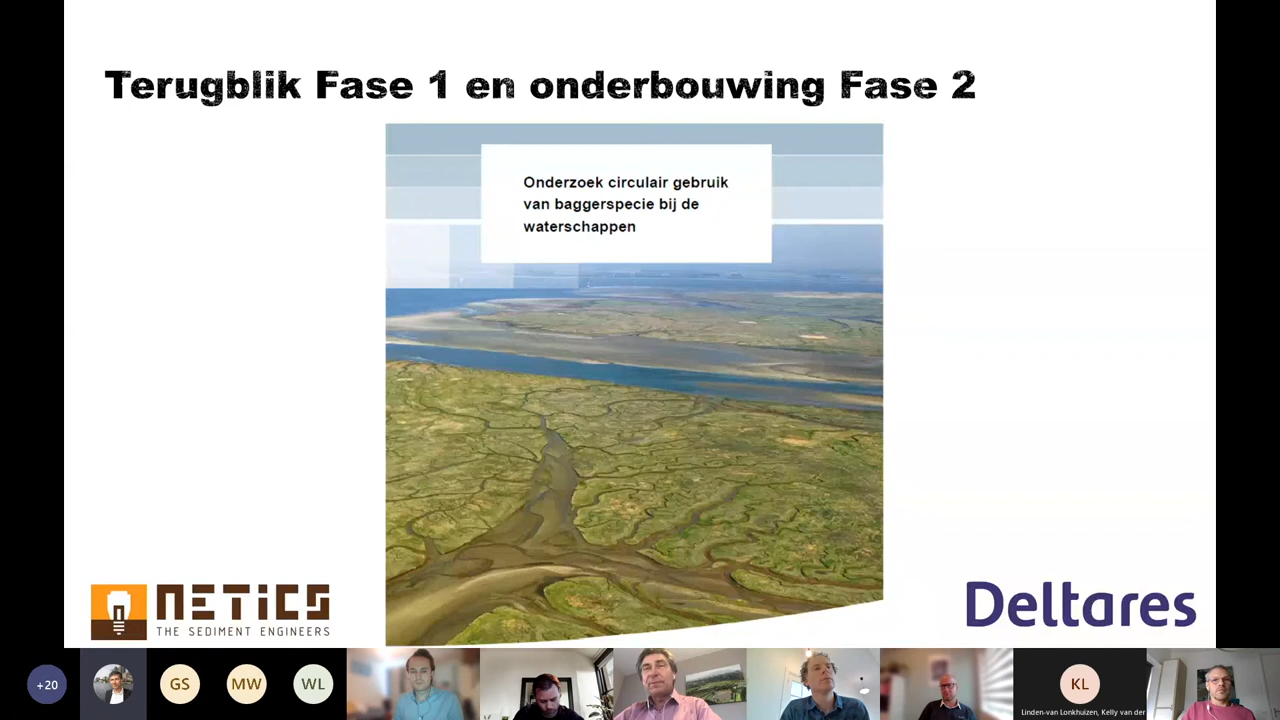 Terugblik Fase 1 en onderbouwing Fase 2
Onderzoek circulair gebruik
van baggerspecie bij de
waterschappen
NETICS
THE SEDIMENT ENGINEERS
Deltares
+20
GS
MW
WL
KL
Linden-van Lonkhuizen, Kelly van der